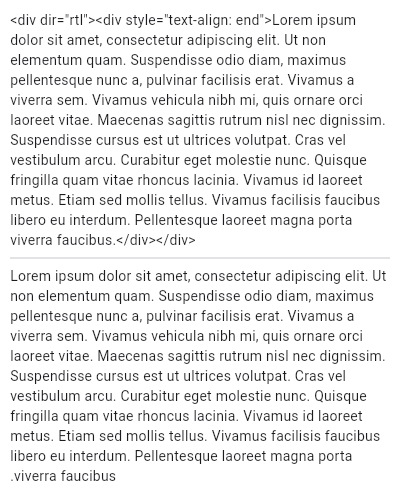 <div dir="rtl"><div style="text-align: end">Lorem ipsum
dolor sit amet, consectetur adipiscing elit. Ut non
elementum quam. Suspendisse odio diam, maximus
pellentesque nunc a, pulvinar facilisis erat. Vivamus a
viverra sem. Vivamus vehicula nibh mi, quis ornare orci
laoreet vitae. Maecenas sagittis rutrum nisl nec dignissim.
Suspendisse cursus est ut ultrices volutpat. Cras vel
vestibulum arcu. Curabitur eget molestie nunc. Quisque
fringilla quam vitae rhoncus lacinia. Vivamus id laoreet
metus. Etiam sed mollis tellus. Vivamus facilisis faucibus
libero eu interdum. Pellentesque laoreet magna porta
viverra faucibus.</div></div>
Lorem ipsum dolor sit amet, consectetur adipiscing elit. Ut
non elementum quam. Suspendisse odio diam, maximus
pellentesque nunc a, pulvinar facilisis erat. Vivamus a
viverra sem. Vivamus vehicula nibh mi, quis ornare orci
laoreet vitae. Maecenas sagittis rutrum nisl nec dignissim.
Suspendisse cursus est ut ultrices volutpat. Cras vel
vestibulum arcu. Curabitur eget molestie nunc. Quisque
fringilla quam vitae rhoncus lacinia. Vivamus id laoreet
metus. Etiam sed mollis tellus. Vivamus facilisis faucibus
libero eu interdum. Pellentesque laoreet magna porta
.viverra faucibus